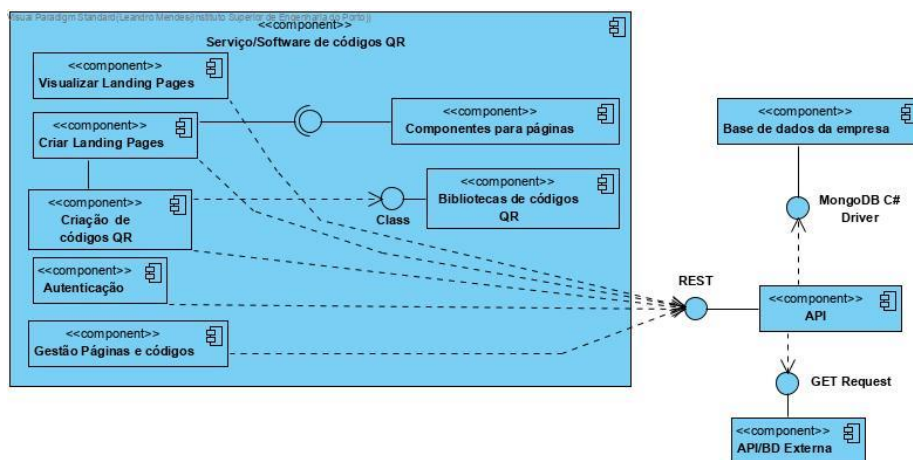 Visual Paradigm Standard(Leandro Mendes(Instituto Superior de Engenharia do Porto))
<<component>>
Serviço/Software de códigos QR
<<component>>
Visualizar Landing Pages
<<component>>
Criar Landing Pages
<<component>>
Componentes para páginas
<<component>>
Base de dados da empresa
<<component>>
Criação de
códigos QR
Class
<<component>>
Bibliotecas de códigos
QR
MongoDB C#
Driver
<<component>>
Autenticação
REST
<<component>>
API
<<component>>
Gestão Páginas e códigos
GET Request
<<component>>
API/BD Externa